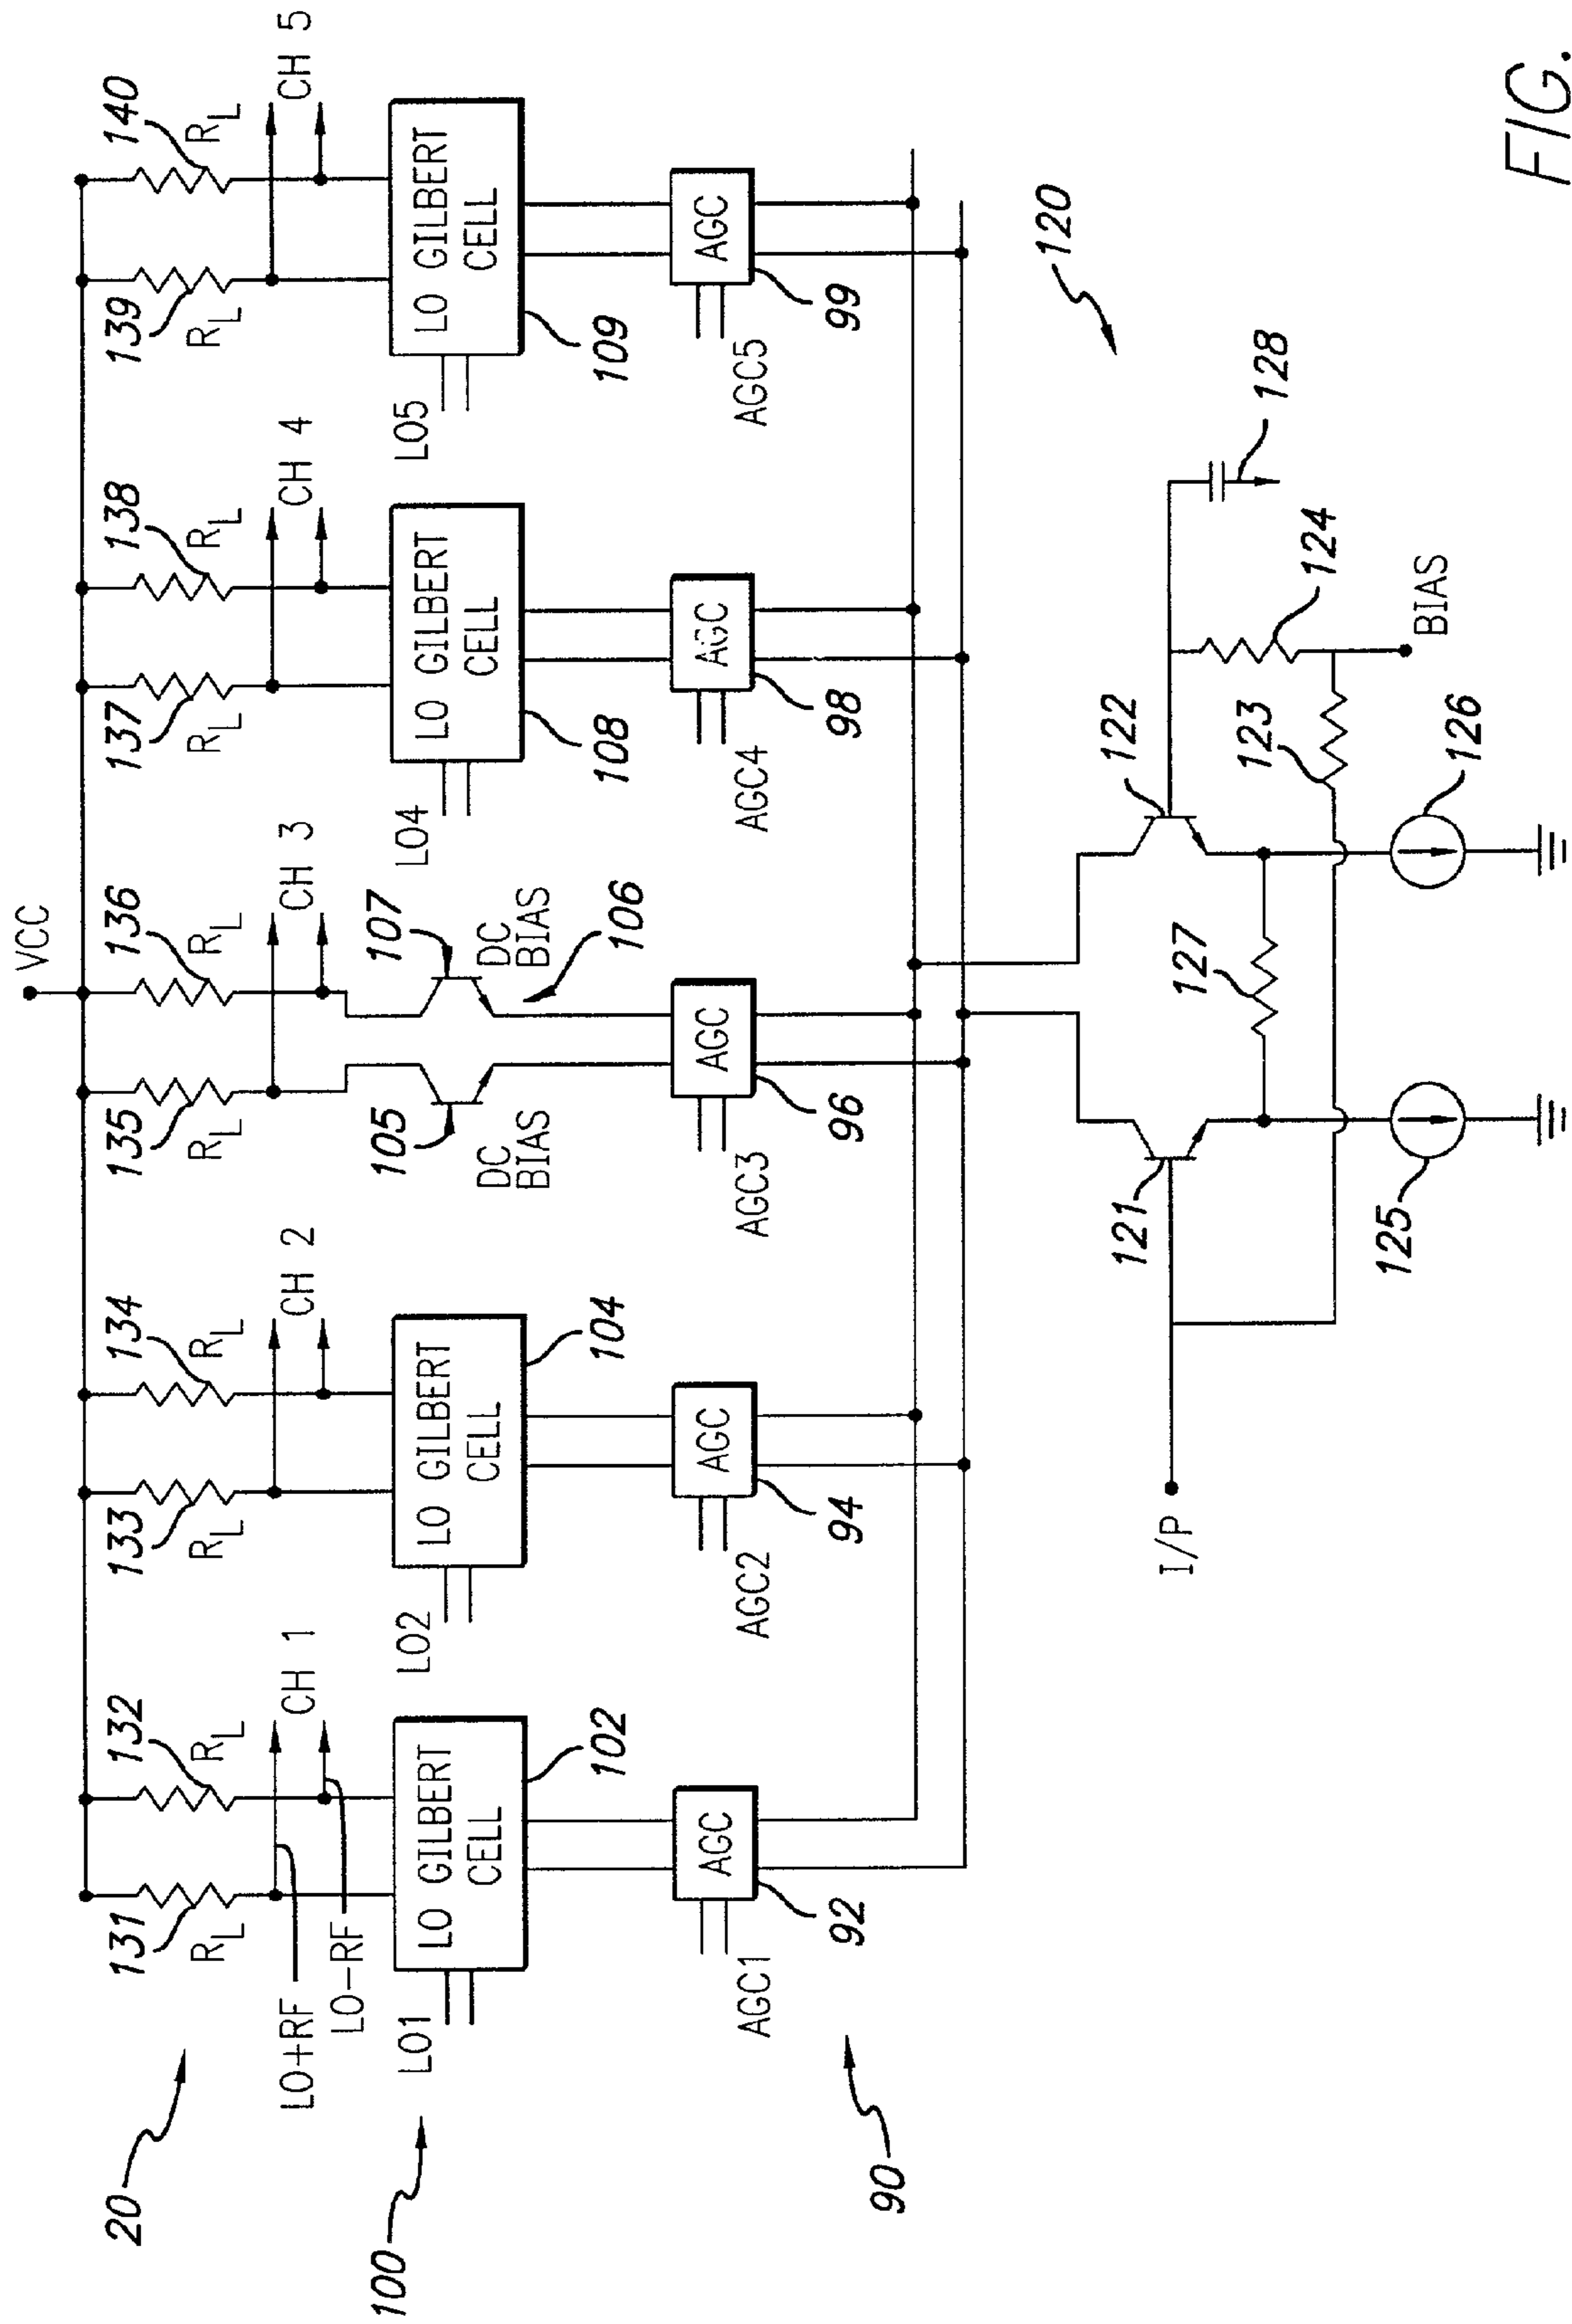 VCC
131
R_L
132
R_L
133
R_L
134
R_L
135
R_L
136
R_L
137
R_L
138
R_L
139
R_L
140
R_L
20
LO+RF
LO-RF
CH 1
CH 2
CH 3
CH 4
CH 5
100
LO1
LO GILBERT
CELL
102
LO2
LO GILBERT
CELL
104
105
DC
BIAS
107
DC
BIAS
106
LO4
LO GILBERT
CELL
108
LO5
LO GILBERT
CELL
109
90
AGC1
AGC
92
AGC2
AGC
94
AGC3
AGC
96
AGC4
AGC
98
AGC5
AGC
99
120
I/P
121
122
127
123
124
128
BIAS
125
126
FIG.